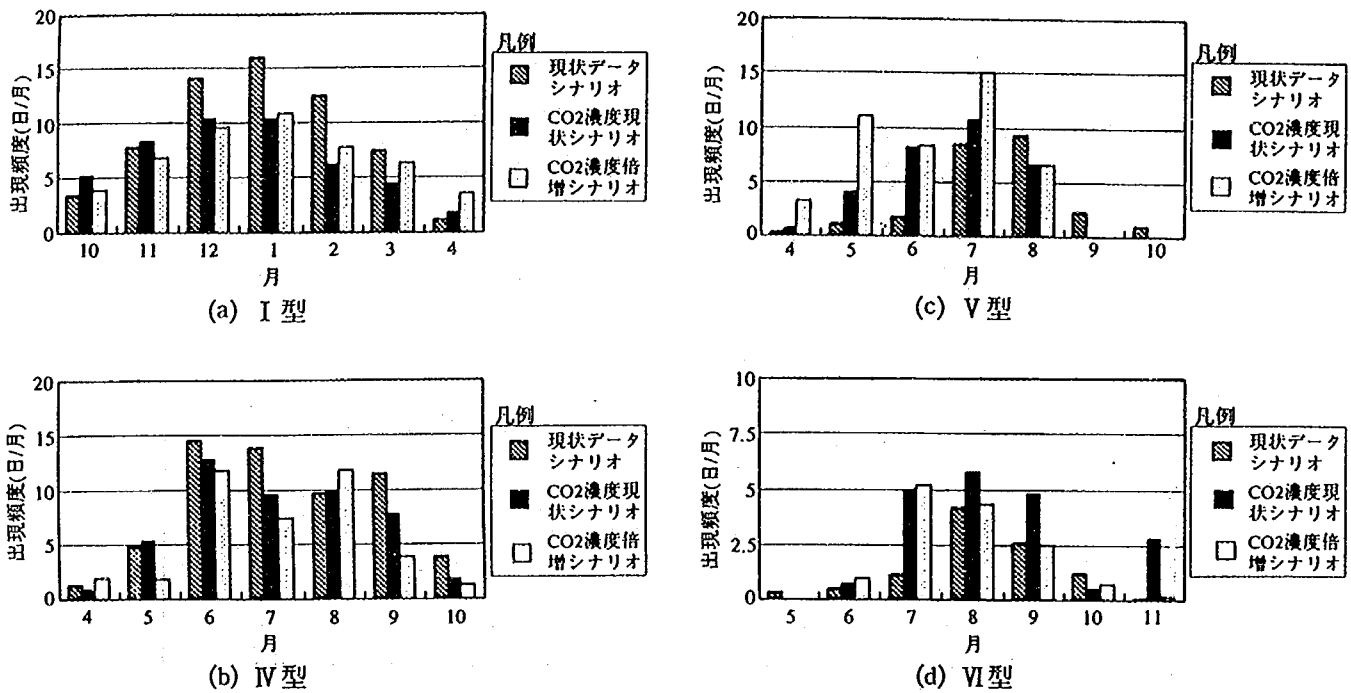 20
15
10
5
0
出現頻度(日/月)
10 11 12 1 2 3 4
月
凡例
現状データ
シナリオ
CO2濃度現
状シナリオ
CO2濃度倍
増シナリオ
(a) Ⅰ型
20
15
10
5
0
出現頻度(日/月)
4 5 6 7 8 9 10
月
凡例
現状データ
シナリオ
CO2濃度現
状シナリオ
CO2濃度倍
増シナリオ
(c) Ⅴ型
20
15
10
5
0
出現頻度(日/月)
4 5 6 7 8 9 10
月
凡例
現状データ
シナリオ
CO2濃度現
状シナリオ
CO2濃度倍
増シナリオ
(b) Ⅳ型
10
7.5
5
2.5
0
出現頻度(日/月)
5 6 7 8 9 10 11
月
凡例
現状データ
シナリオ
CO2濃度現
状シナリオ
CO2濃度倍
増シナリオ
(d) Ⅵ型